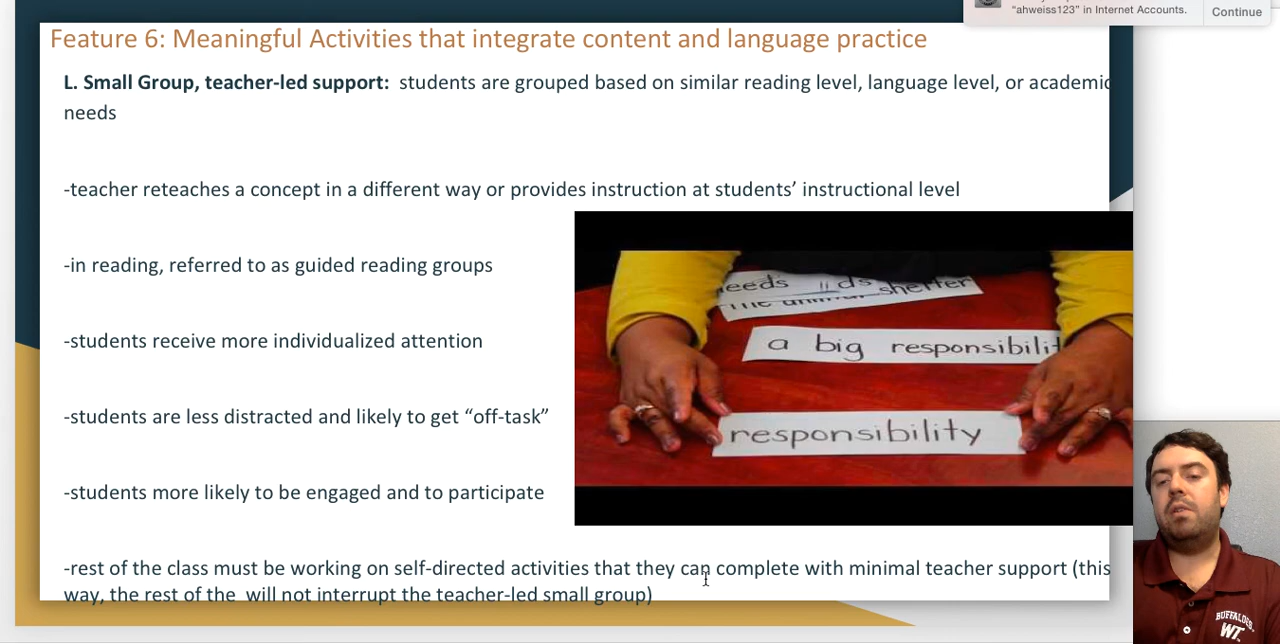 “ahweiss123” in Internet Accounts.
Continue
Feature 6: Meaningful Activities that integrate content and language practice
L. Small Group, teacher-led support: students are grouped based on similar reading level, language level, or academic
needs
-teacher reteaches a concept in a different way or provides instruction at students’ instructional level
-in reading, referred to as guided reading groups
-students receive more individualized attention
-students are less distracted and likely to get “off-task”
-students more likely to be engaged and to participate
-rest of the class must be working on self-directed activities that they can complete with minimal teacher support (this
way, the rest of the will not interrupt the teacher-led small group)
needs shelter
a big responsibilit
responsibility
BUFFALOES
WT